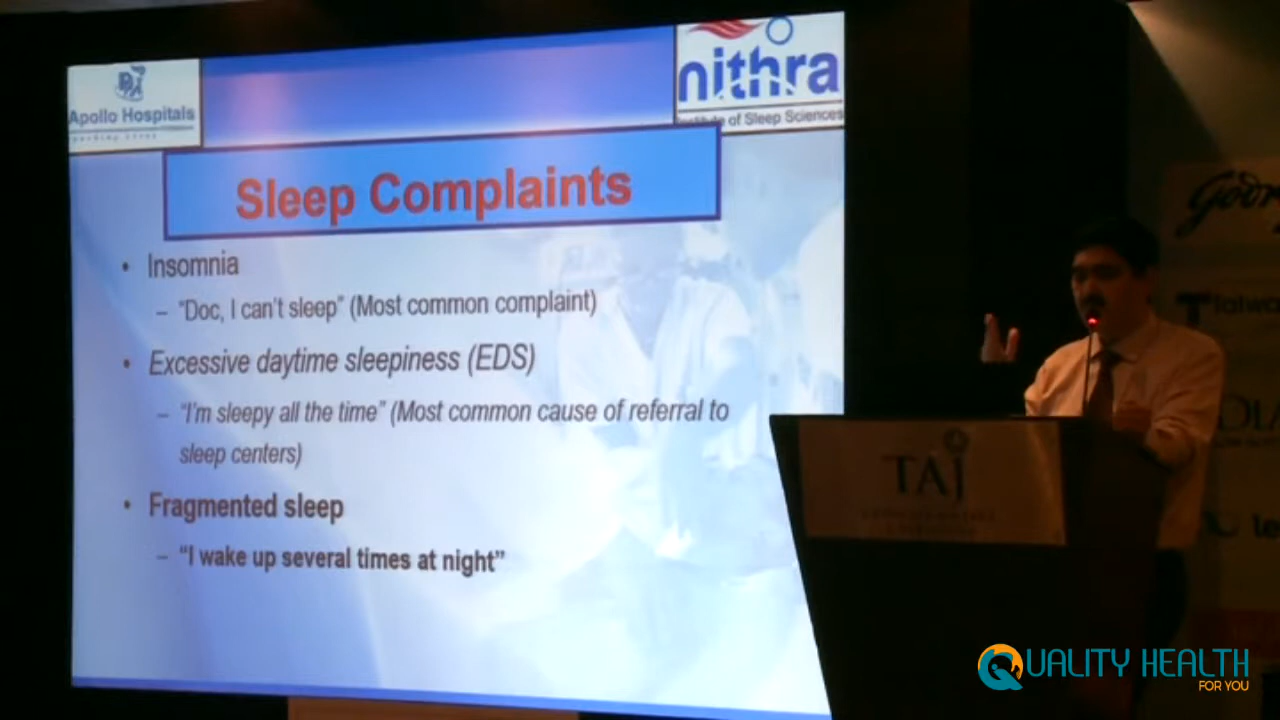 Apollo Hospitals
nithra
of Sleep Sciences
Sleep Complaints
• Insomnia
– "Doc, I can't sleep" (Most common complaint)
• Excessive daytime sleepiness (EDS)
– "I'm sleepy all the time" (Most common cause of referral to
sleep centers)
• Fragmented sleep
– "I wake up several times at night"
TAJ
QUALITY HEALTH
FOR YOU